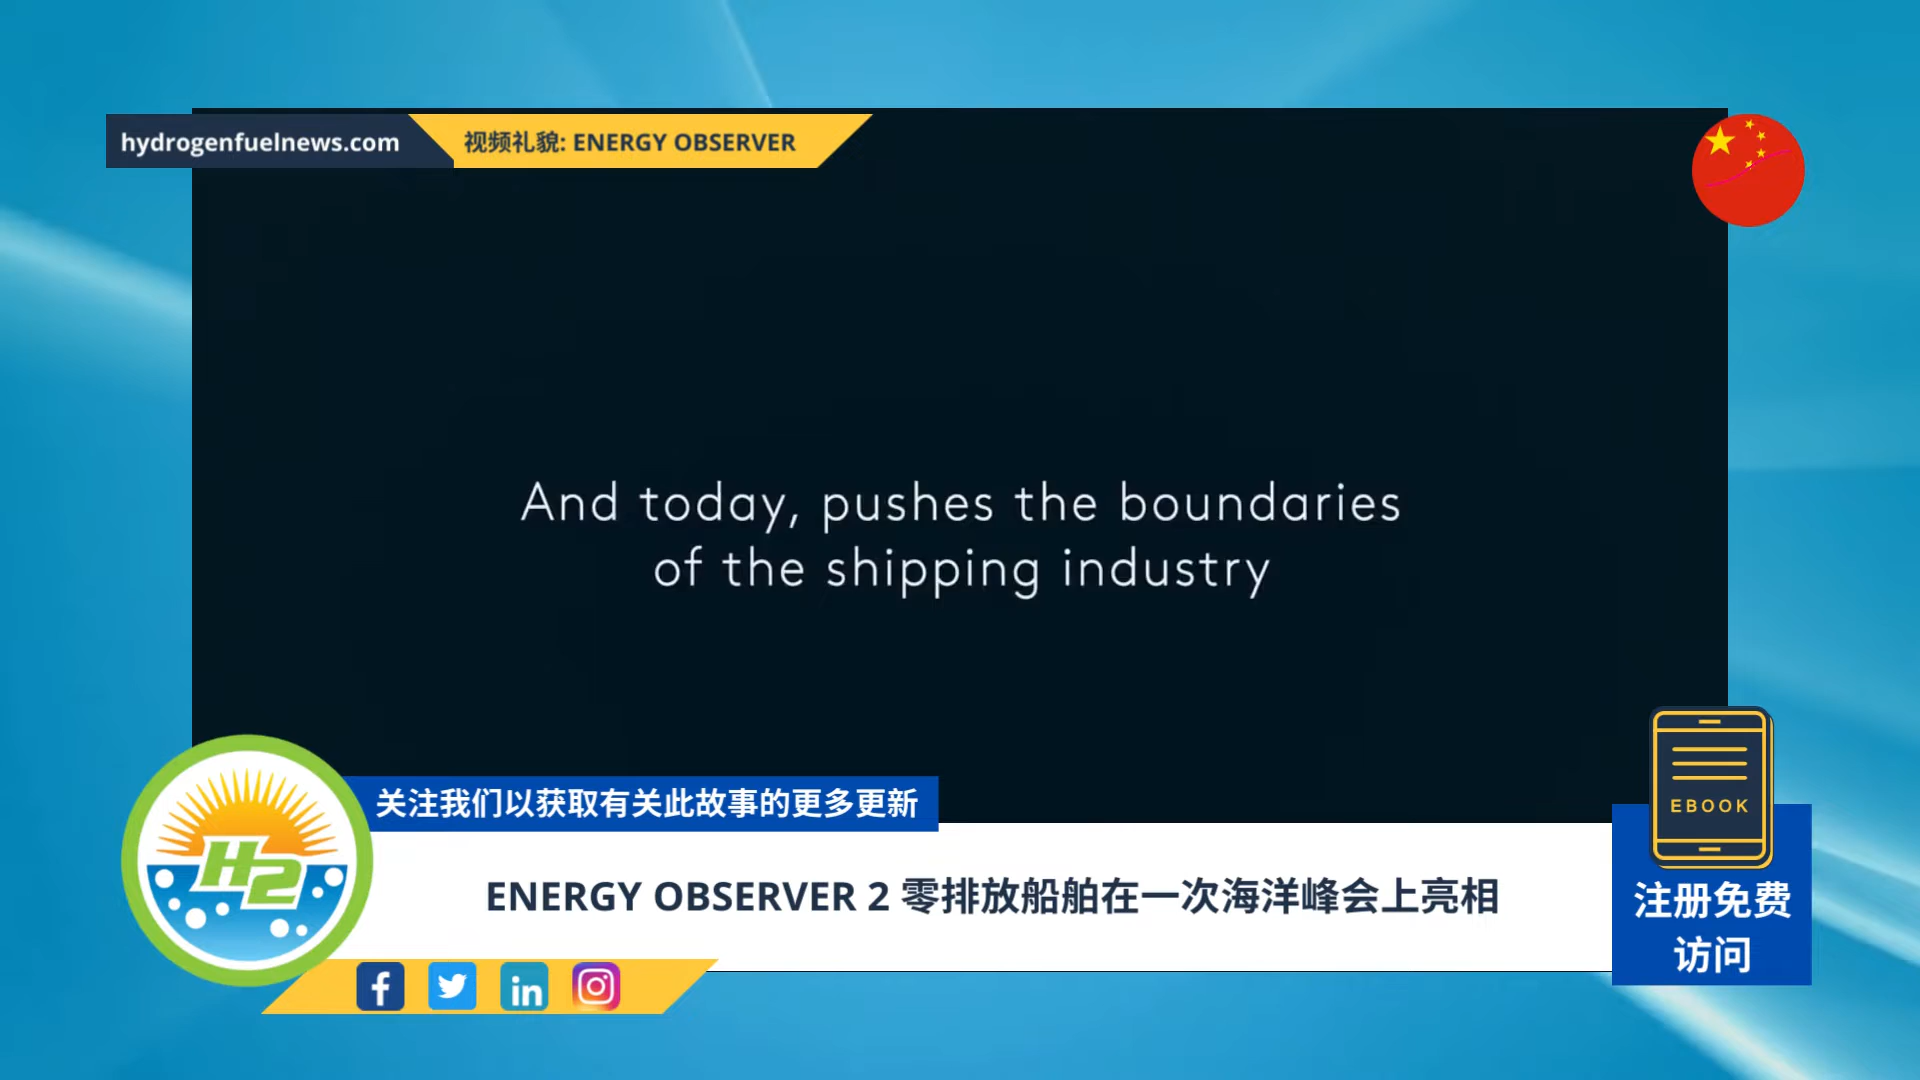 hydrogenfuelnews.com
视频礼貌: ENERGY OBSERVER
And today, pushes the boundaries
of the shipping industry
EBOOK
关注我们以获取有关此故事的更多更新
H2
ENERGY OBSERVER 2 零排放船舶在一次海洋峰会上亮相
注册免费
访问